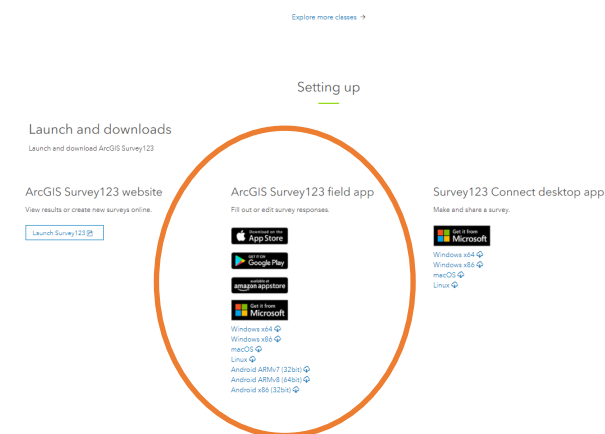 Explore more classes →
Setting up
Launch and downloads
Launch and download ArcGIS Survey123
ArcGIS Survey123 website
View results or create new surveys online.
Launch Survey123
ArcGIS Survey123 field app
Fill out or edit survey responses.
Download on the
App Store
GET IT ON
Google Play
available at
amazon appstore
Get it from
Microsoft
Windows x64
Windows x86
macOS
Linux
Android ARMv7 (32bit)
Android ARMv8 (64bit)
Android x86 (32bit)
Survey123 Connect desktop app
Make and share a survey.
Get it from
Microsoft
Windows x64
Windows x86
macOS
Linux